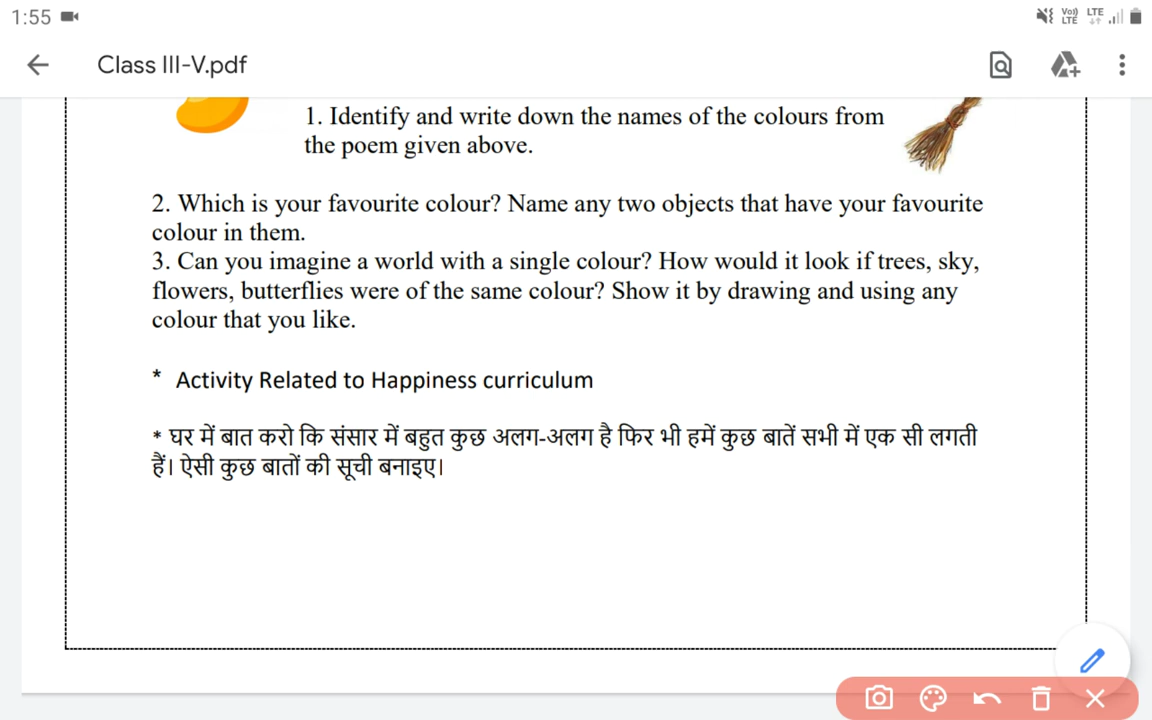 1:55
Vo)) LTE LTE
Class III-V.pdf
1. Identify and write down the names of the colours from
the poem given above.
2. Which is your favourite colour? Name any two objects that have your favourite
colour in them.
3. Can you imagine a world with a single colour? How would it look if trees, sky,
flowers, butterflies were of the same colour? Show it by drawing and using any
colour that you like.
* Activity Related to Happiness curriculum
* घर में बात करो कि संसार में बहुत कुछ अलग-अलग है फिर भी हमें कुछ बातें सभी में एक सी लगती
हैं। ऐसी कुछ बातों की सूची बनाइए।